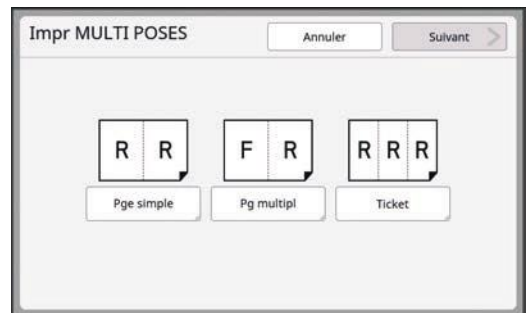 Impr MULTI POSES
Annuler
Suivant
R R
F R
R R R
Pge simple
Pg multipl
Ticket